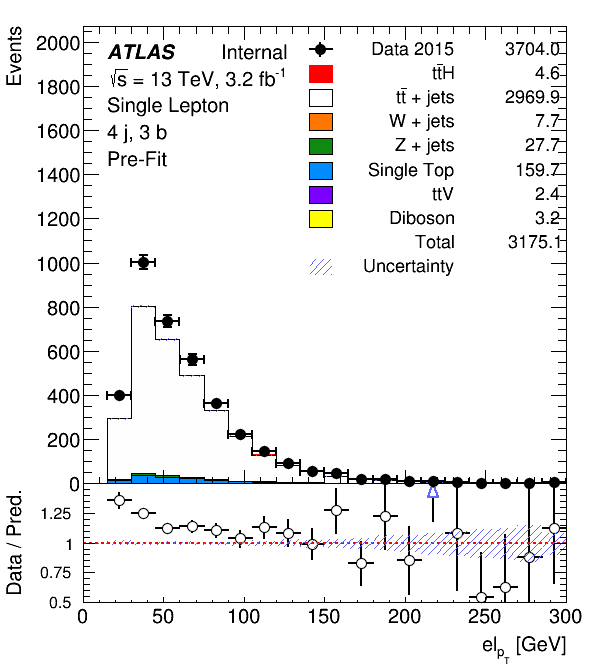 Events
2000
1800
1600
1400
1200
1000
800
600
400
200
0
ATLAS Internal
√s = 13 TeV, 3.2 fb⁻¹
Single Lepton
4 j, 3 b
Pre-Fit
Data 2015 3704.0
tt̄H 4.6
tt̄ + jets 2969.9
W + jets 7.7
Z + jets 27.7
Single Top 159.7
ttV 2.4
Diboson 3.2
Total 3175.1
Uncertainty
Data / Pred.
1.25
1
0.75
0.5
0 50 100 150 200 250 300
el_pT [GeV]